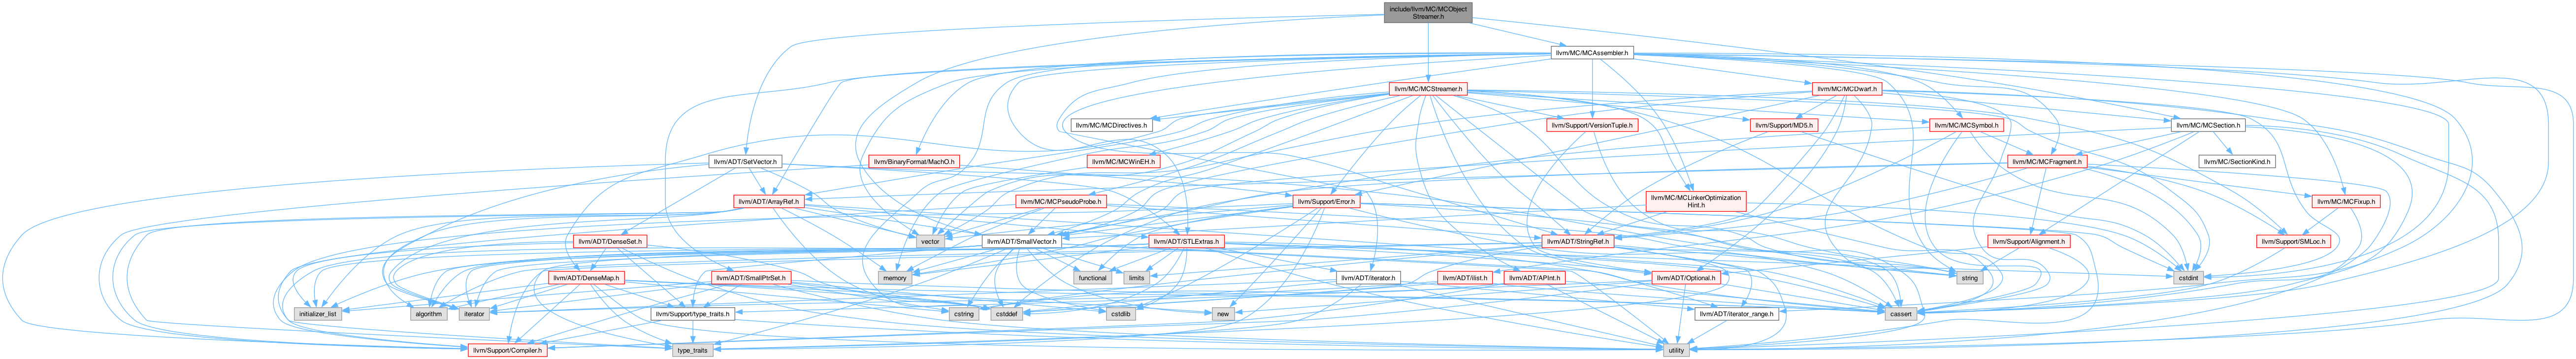 include/llvm/MC/MCObject
Streamer.h
llvm/MC/MCAssembler.h
llvm/MC/MCStreamer.h
llvm/MC/MCDwarf.h
llvm/MC/MCDirectives.h
llvm/Support/VersionTuple.h
llvm/Support/MD5.h
llvm/MC/MCSymbol.h
llvm/MC/MCSection.h
llvm/ADT/SetVector.h
llvm/BinaryFormat/MachO.h
llvm/MC/MCWinEH.h
llvm/MC/MCFragment.h
llvm/MC/SectionKind.h
llvm/ADT/ArrayRef.h
llvm/MC/MCPseudoProbe.h
llvm/Support/Error.h
llvm/MC/MCLinkerOptimization
Hint.h
llvm/MC/MCFixup.h
llvm/ADT/DenseSet.h
vector
llvm/ADT/SmallVector.h
llvm/ADT/STLExtras.h
llvm/ADT/StringRef.h
llvm/Support/Alignment.h
llvm/Support/SMLoc.h
llvm/ADT/DenseMap.h
llvm/ADT/SmallPtrSet.h
memory
functional
limits
llvm/ADT/iterator.h
llvm/ADT/ilist.h
llvm/ADT/APInt.h
llvm/ADT/Optional.h
string
cstdint
initializer_list
algorithm
iterator
llvm/Support/type_traits.h
cstring
cstddef
cstdlib
new
llvm/ADT/iterator_range.h
cassert
llvm/Support/Compiler.h
type_traits
utility